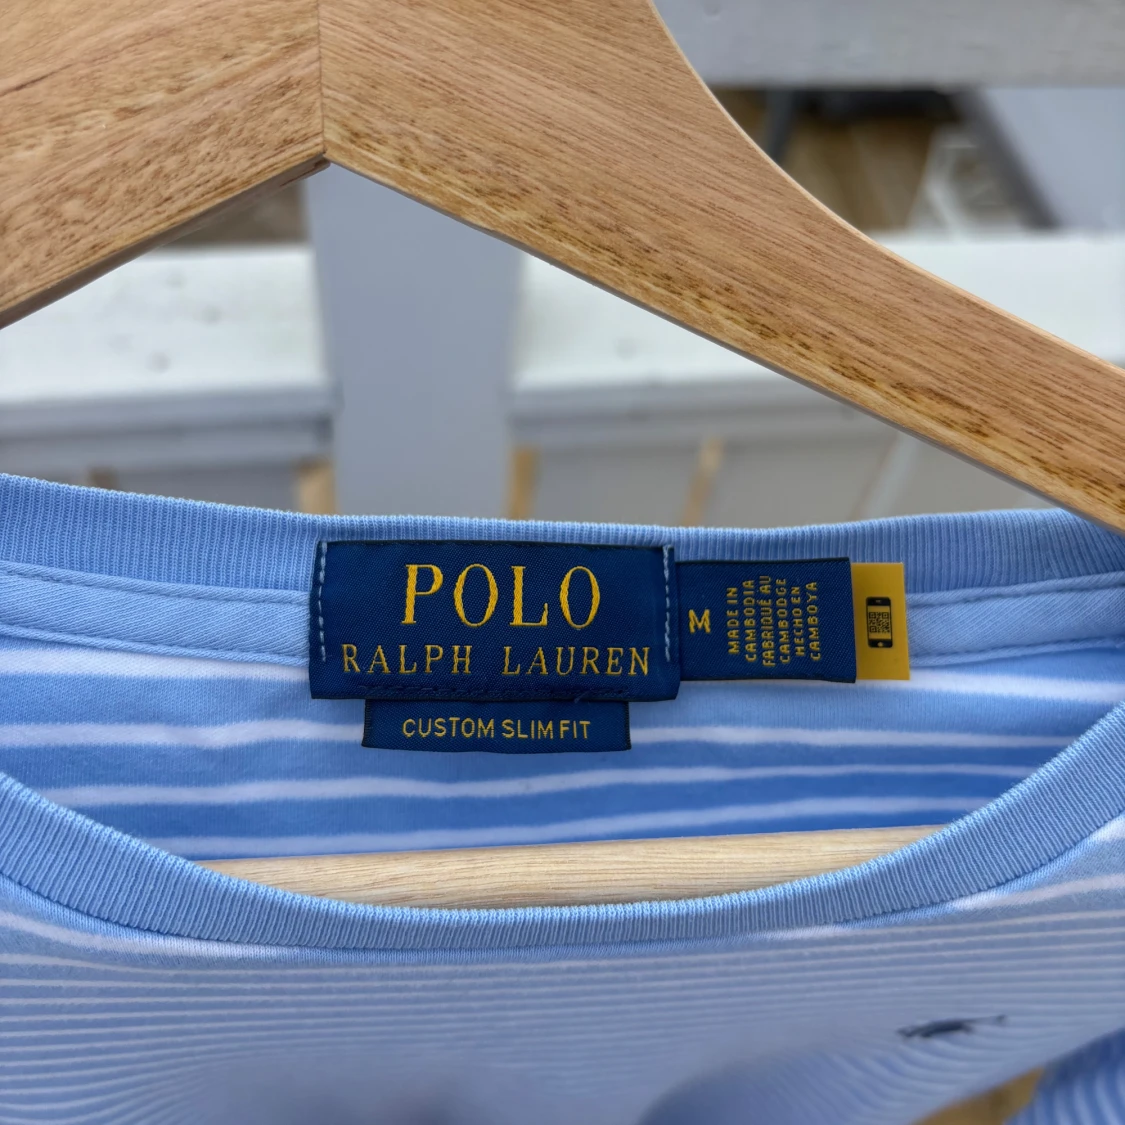 POLO
RALPH LAUREN
CUSTOM SLIM FIT
M
MADE IN
CAMBODIA
FABRIQUÉ AU
CAMBODGE
HECHO EN
CAMBOYA